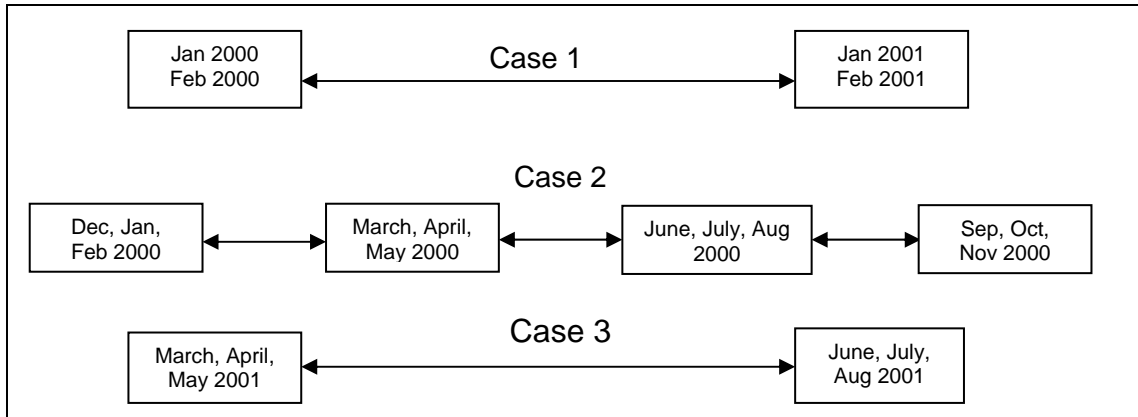 Jan 2000
Feb 2000
Case 1
Jan 2001
Feb 2001
Case 2
Dec, Jan,
Feb 2000
March, April,
May 2000
June, July, Aug
2000
Sep, Oct,
Nov 2000
Case 3
March, April,
May 2001
June, July,
Aug 2001